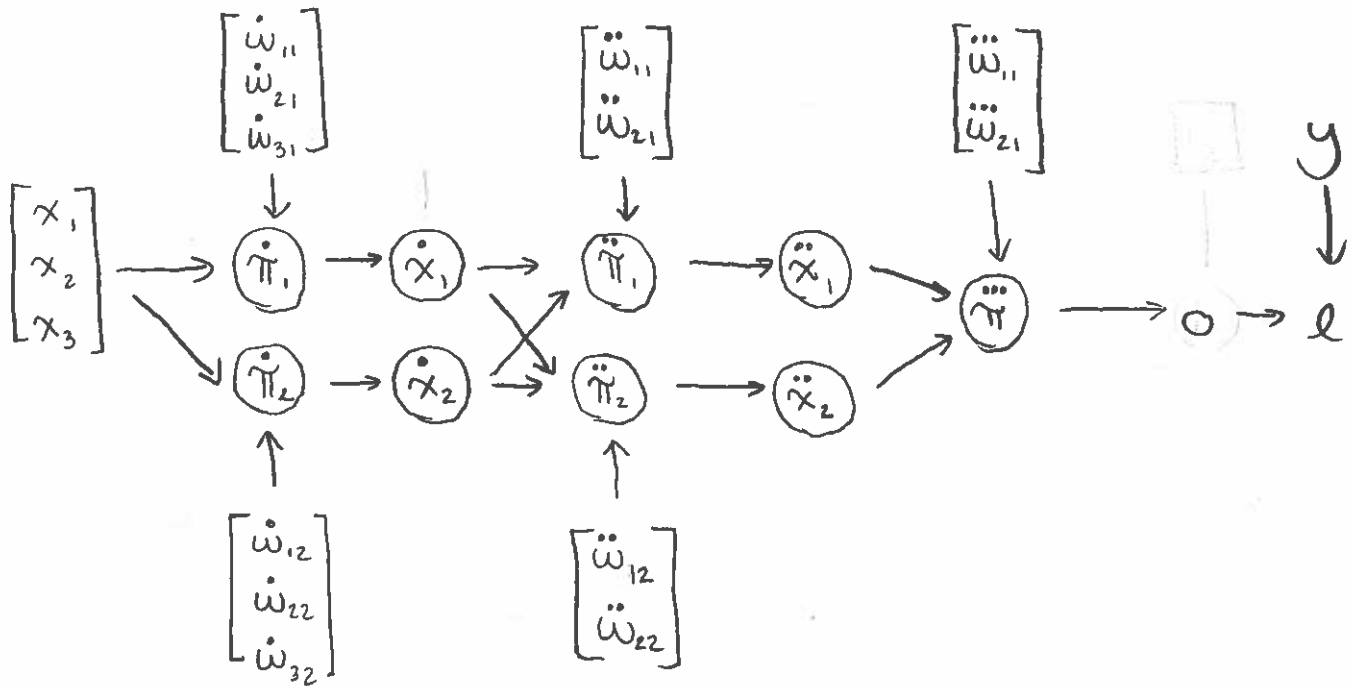 [ẇ₁₁ ẇ₂₁ ẇ₃₁]
[ẅ₁₁ ẅ₂₁]
[w⃛₁₁ w⃛₂₁]
y
[x₁ x₂ x₃]
π̇₁ ẋ₁ π̈₁ ẍ₁
π⃛ o ℓ
π̇₂ ẋ₂ π̈₂ ẍ₂
[ẇ₁₂ ẇ₂₂ ẇ₃₂]
[ẅ₁₂ ẅ₂₂]